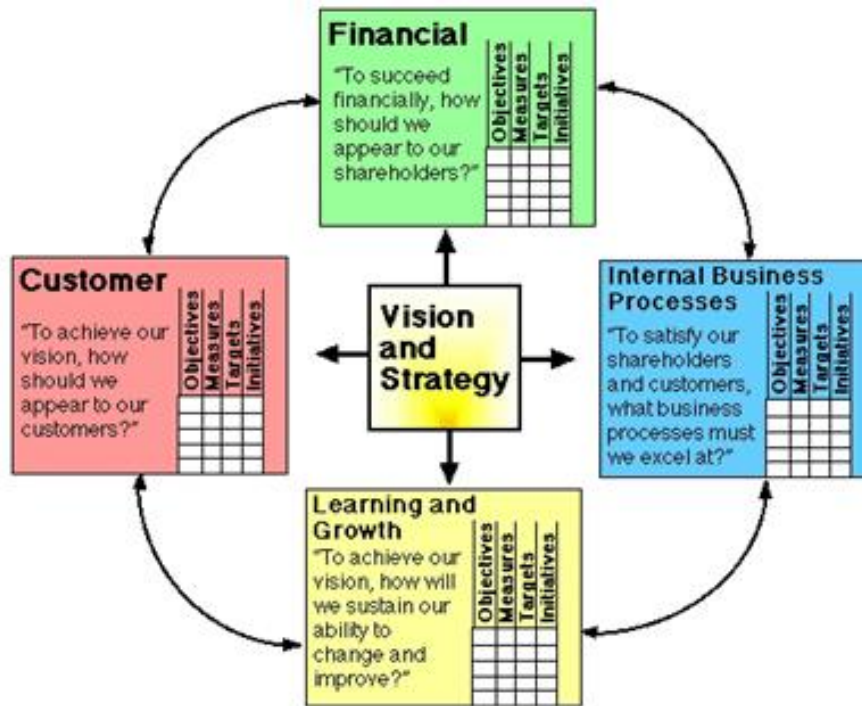 Financial
"To succeed
financially, how
should we
appear to our
shareholders?"
Objectives
Measures
Targets
Initiatives
Customer
"To achieve our
vision, how
should we
appear to our
customers?"
Objectives
Measures
Targets
Initiatives
Vision
and
Strategy
Internal Business
Processes
"To satisfy our
shareholders
and customers,
what business
processes must
we excel at?"
Objectives
Measures
Targets
Initiatives
Learning and
Growth
"To achieve our
vision, how will
we sustain our
ability to
change and
improve?"
Objectives
Measures
Targets
Initiatives